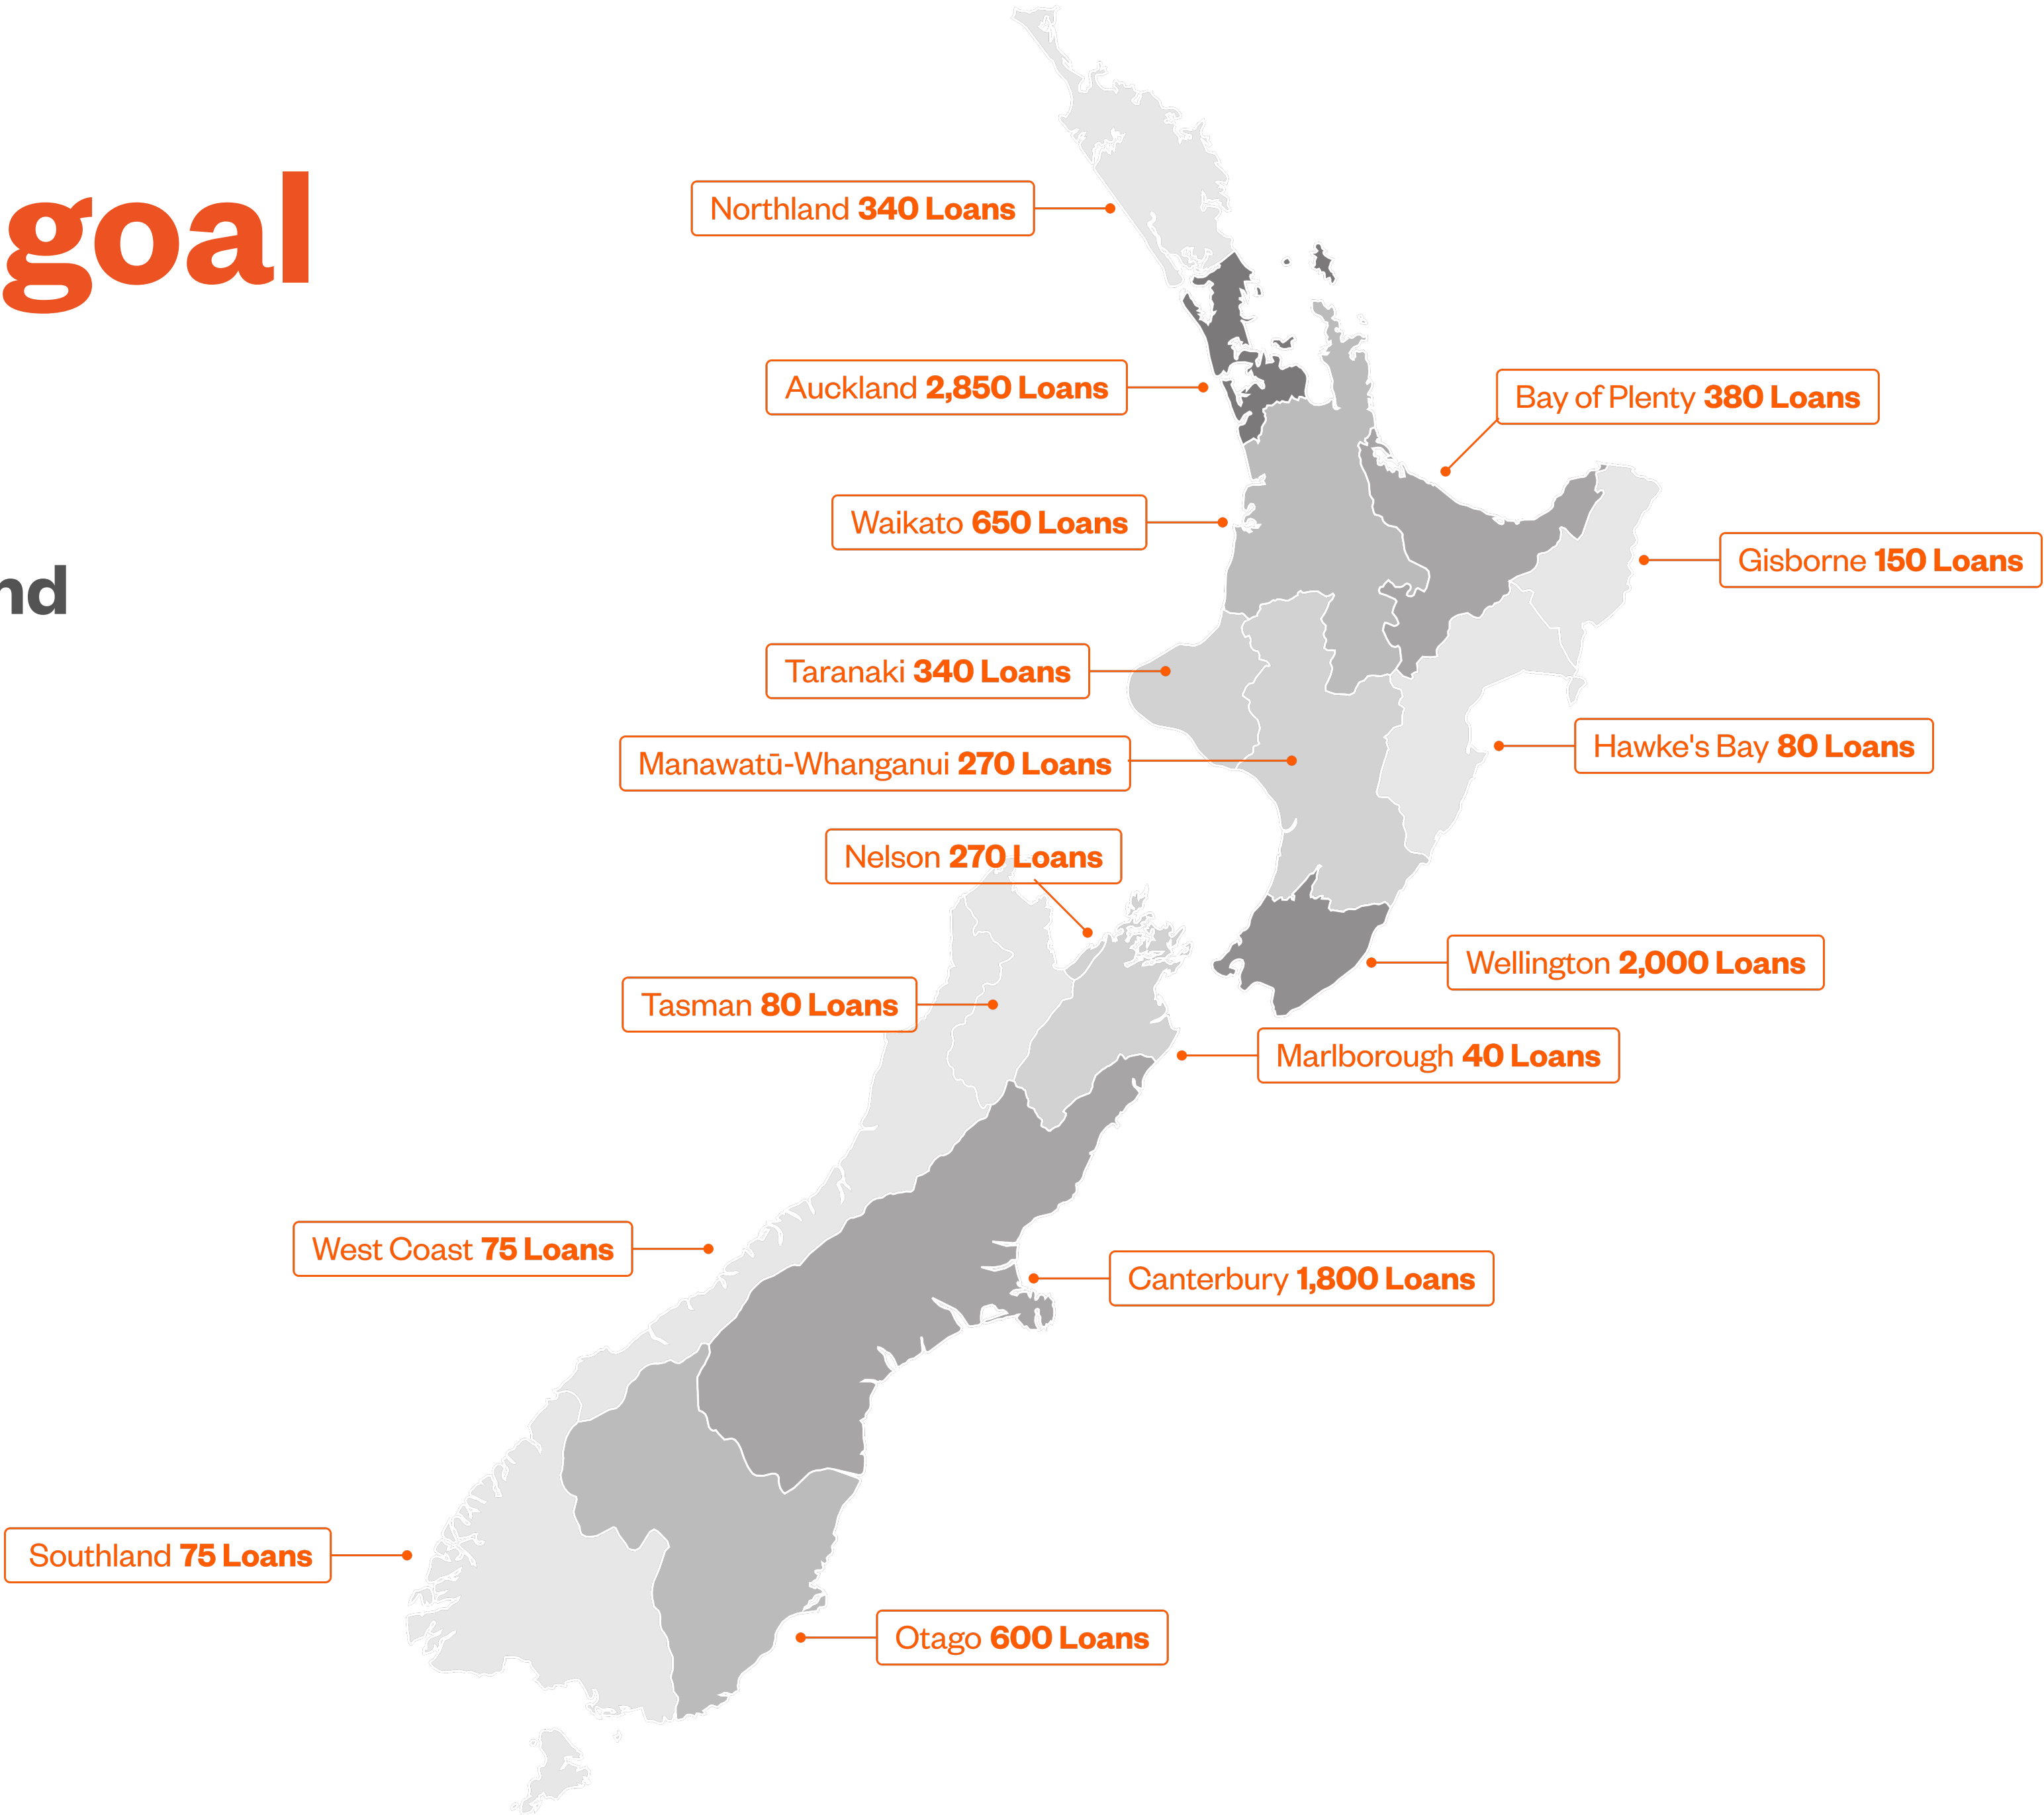 goal
nd
Northland 340 Loans
Auckland 2,850 Loans
Bay of Plenty 380 Loans
Waikato 650 Loans
Gisborne 150 Loans
Taranaki 340 Loans
Manawatū-Whanganui 270 Loans
Hawke's Bay 80 Loans
Nelson 270 Loans
Wellington 2,000 Loans
Tasman 80 Loans
Marlborough 40 Loans
West Coast 75 Loans
Canterbury 1,800 Loans
Southland 75 Loans
Otago 600 Loans